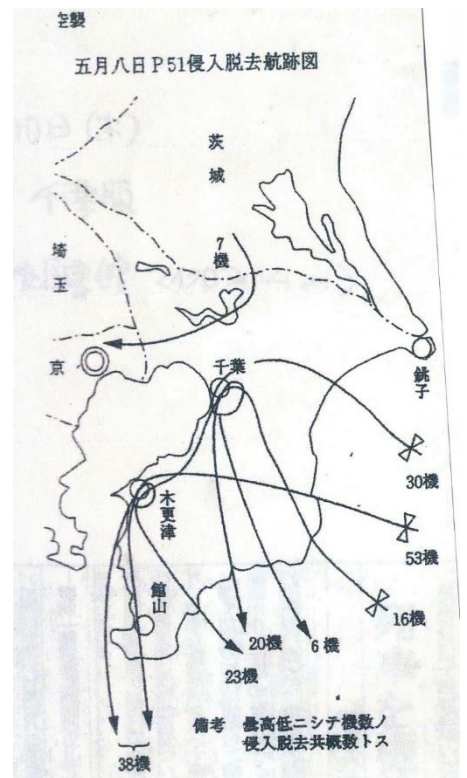 空襲
五月八日P51侵入脱去航跡図
茨城
埼玉
7機
京
千葉
銚子
30機
木更津
53機
館山
16機
20機
6機
23機
備考 最高低ニシテ機数ノ
侵入脱去共概数トス
38機